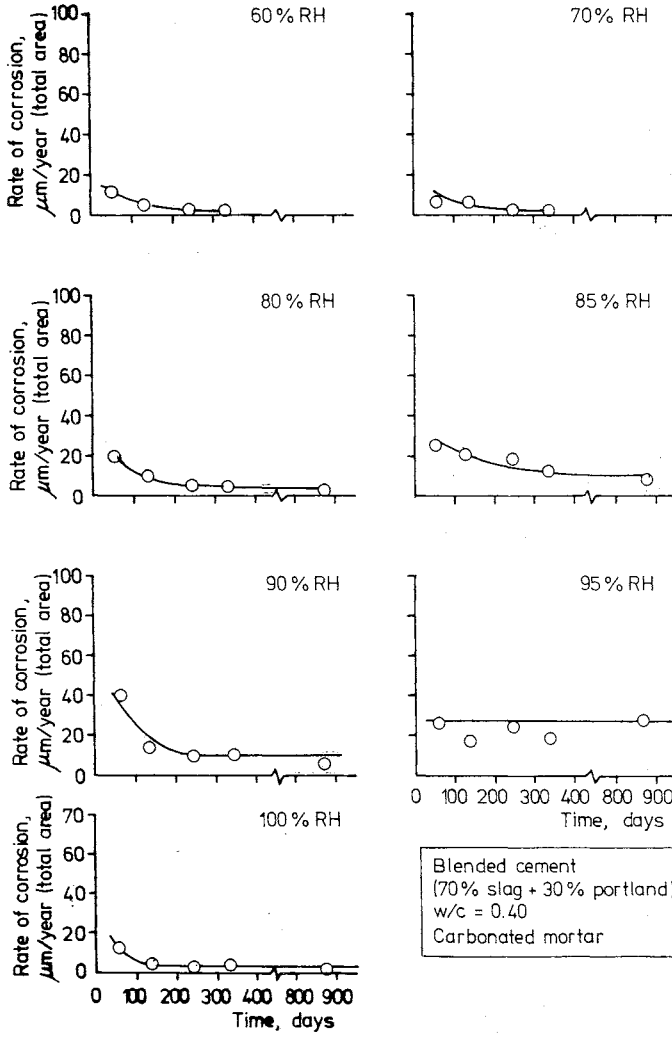 60 % RH
Rate of corrosion,
μm/year (total area)
100
80
60
40
20
0
70 % RH
80 % RH
Rate of corrosion,
μm/year (total area)
100
80
60
40
20
0
85 % RH
90 % RH
Rate of corrosion,
μm/year (total area)
100
80
60
40
20
0
95 % RH
0 100 200 300 400 800 900
Time, days
100 % RH
Rate of corrosion,
μm/year (total area)
70
60
40
20
0
0 100 200 300 400 800 900
Time, days
Blended cement
(70% slag + 30% portland)
w/c = 0.40
Carbonated mortar